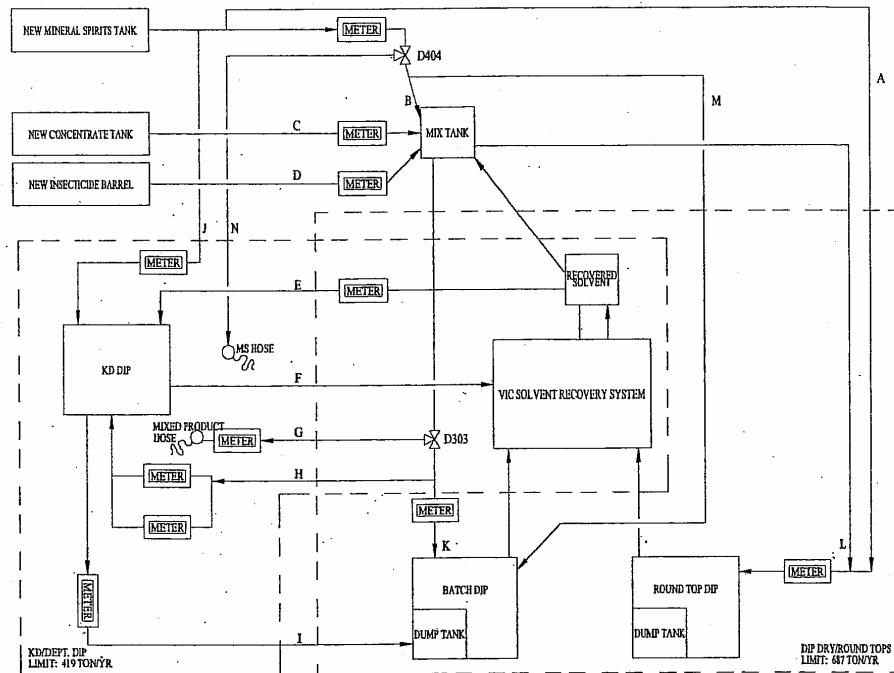 NEW MINERAL SPIRITS TANK
METER
D404
A
B
M
NEW CONCENTRATE TANK
C
METER
MIX TANK
NEW INSECTICIDE BARREL
D
METER
J
N
METER
E
METER
RECOVERED
SOLVENT
MS HOSE
KD DIP
F
VIC SOLVENT RECOVERY SYSTEM
MIXED PRODUCT
HOSE
METER
G
D303
METER
H
METER
METER
K
L
METER
BATCH DIP
ROUND TOP DIP
METER
DUMP TANK
DUMP TANK
I
KD/DEPT. DIP
LIMIT: 419 TON/YR
DIP DRY/ROUND TOPS
LIMIT: 687 TON/YR